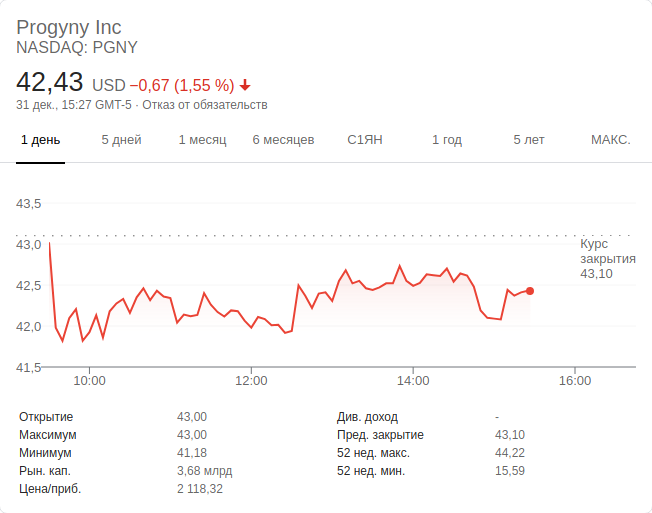 Progyny Inc
NASDAQ: PGNY
42,43 USD −0,67 (1,55 %)
31 дек., 15:27 GMT-5 · Отказ от обязательств
1 день 5 дней 1 месяц 6 месяцев С1ЯН 1 год 5 лет МАКС.
43,5
43,0
42,5
42,0
41,5
Курс
закрытия
43,10
10:00 12:00 14:00 16:00
Открытие 43,00 Див. доход -
Максимум 43,00 Пред. закрытие 43,10
Минимум 41,18 52 нед. макс. 44,22
Рын. кап. 3,68 млрд 52 нед. мин. 15,59
Цена/приб. 2 118,32